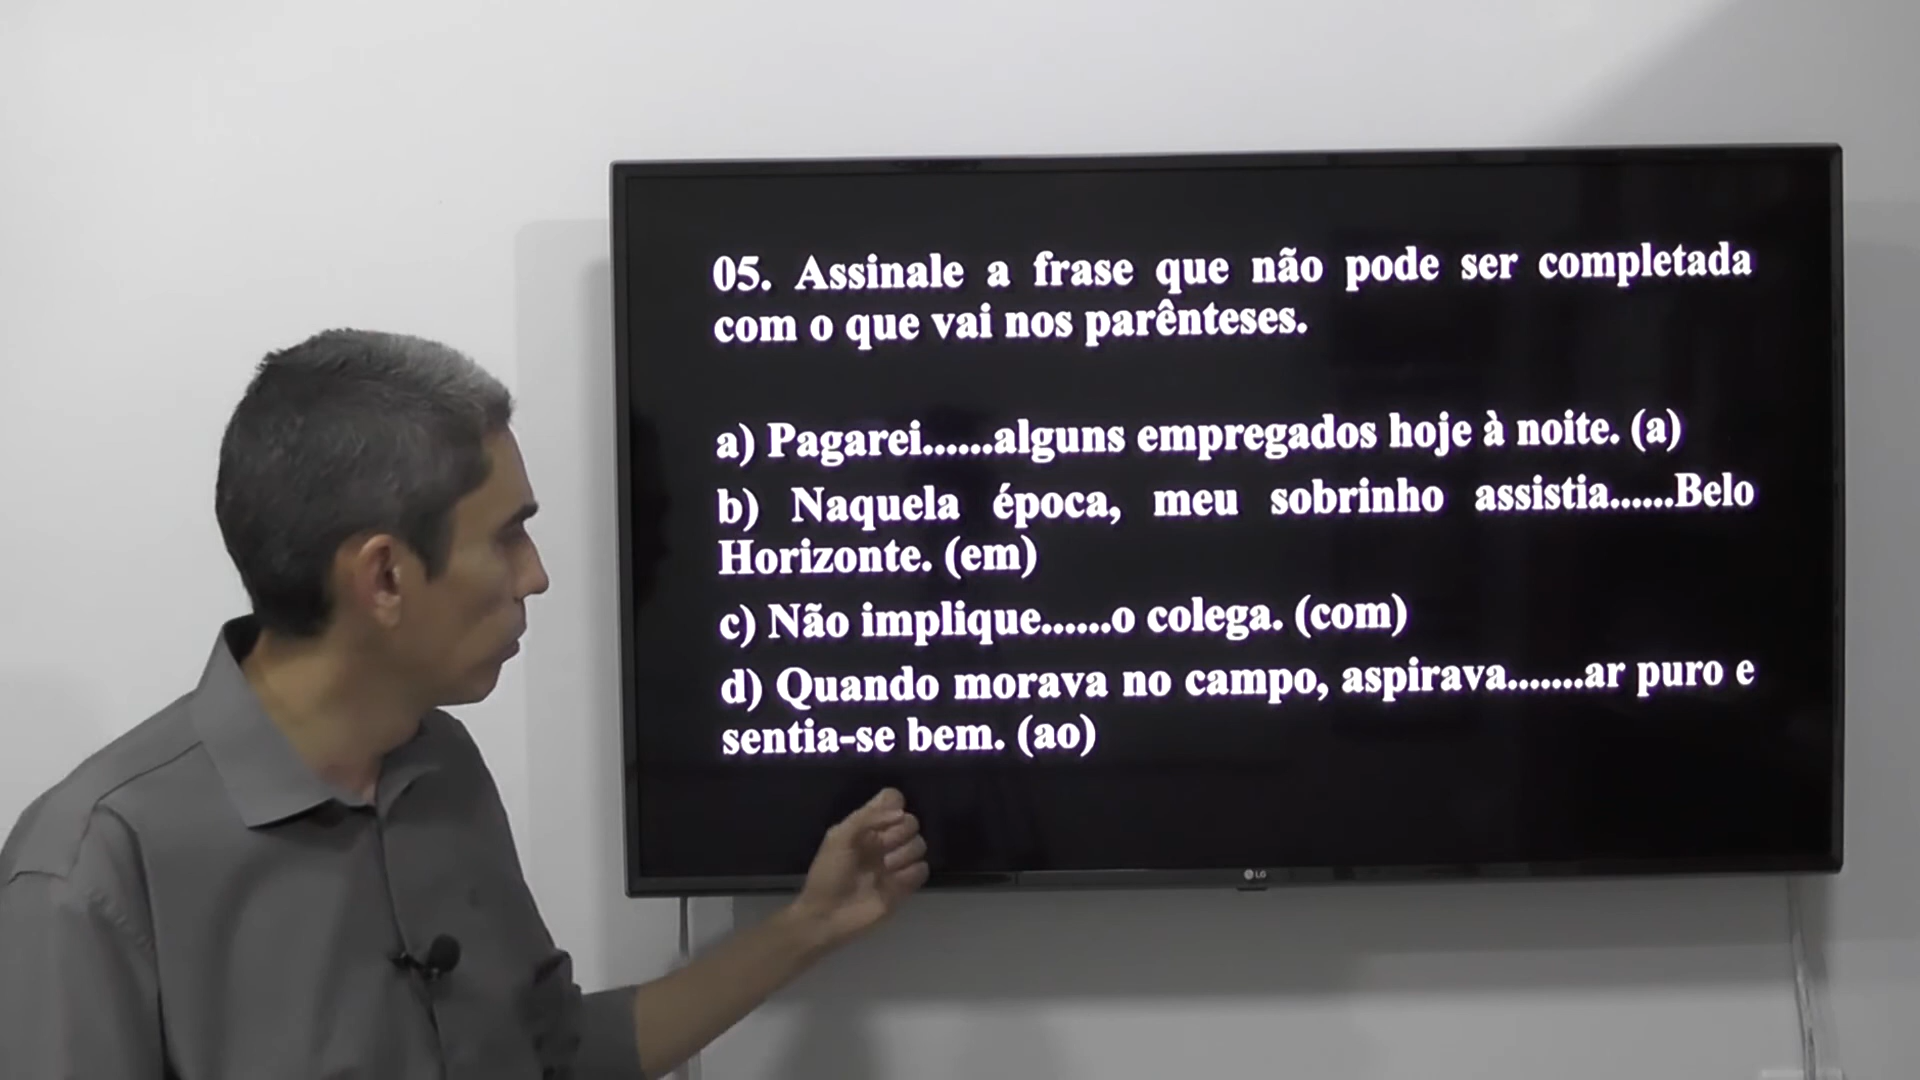 05. Assinale a frase que não pode ser completada
com o que vai nos parênteses.
a) Pagarei......alguns empregados hoje à noite. (a)
b) Naquela época, meu sobrinho assistia......Belo
Horizonte. (em)
c) Não implique......o colega. (com)
d) Quando morava no campo, aspirava.......ar puro e
sentia-se bem. (ao)
LG